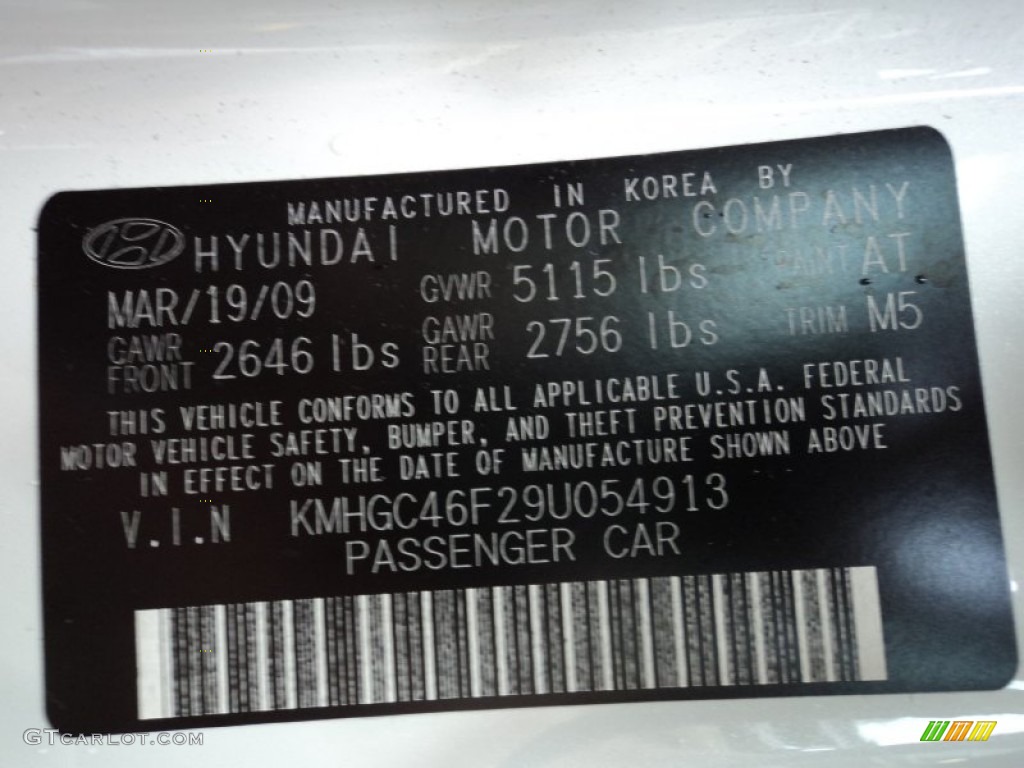 MANUFACTURED IN KOREA BY
HYUNDAI MOTOR COMPANY
MAR/19/09 GVWR 5115 lbs PAINT AT
GAWR FRONT 2646 lbs GAWR REAR 2756 lbs TRIM M5
THIS VEHICLE CONFORMS TO ALL APPLICABLE U.S.A. FEDERAL
MOTOR VEHICLE SAFETY, BUMPER, AND THEFT PREVENTION STANDARDS
IN EFFECT ON THE DATE OF MANUFACTURE SHOWN ABOVE
V.I.N KMHGC46F29U054913
PASSENGER CAR
GTCarLot.com